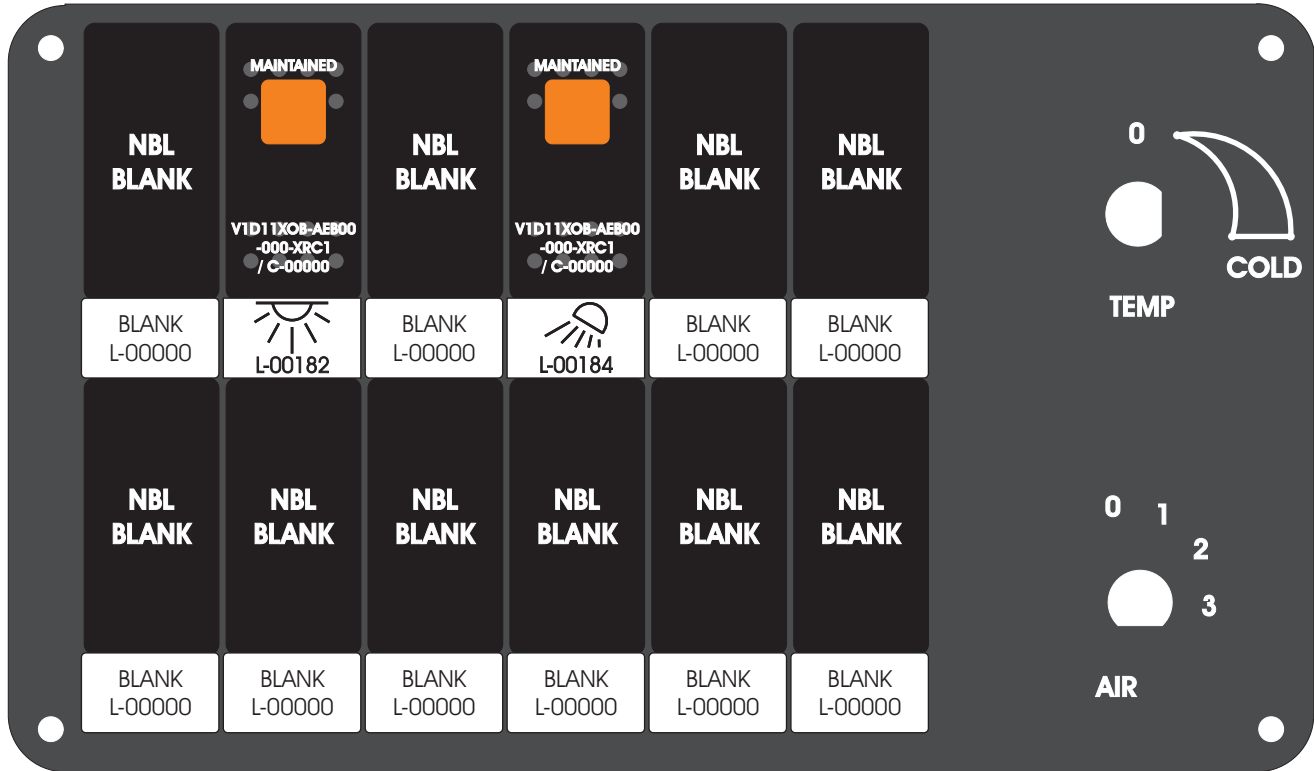 NBL
BLANK
MAINTAINED
V1D11XOB-AEB00
-000-XRC1
/ C-00000
NBL
BLANK
MAINTAINED
V1D11XOB-AEB00
-000-XRC1
/ C-00000
NBL
BLANK
NBL
BLANK
BLANK
L-00000
L-00182
BLANK
L-00000
L-00184
BLANK
L-00000
BLANK
L-00000
NBL
BLANK
NBL
BLANK
NBL
BLANK
NBL
BLANK
NBL
BLANK
NBL
BLANK
BLANK
L-00000
BLANK
L-00000
BLANK
L-00000
BLANK
L-00000
BLANK
L-00000
BLANK
L-00000
0
COLD
TEMP
0
1
2
3
AIR